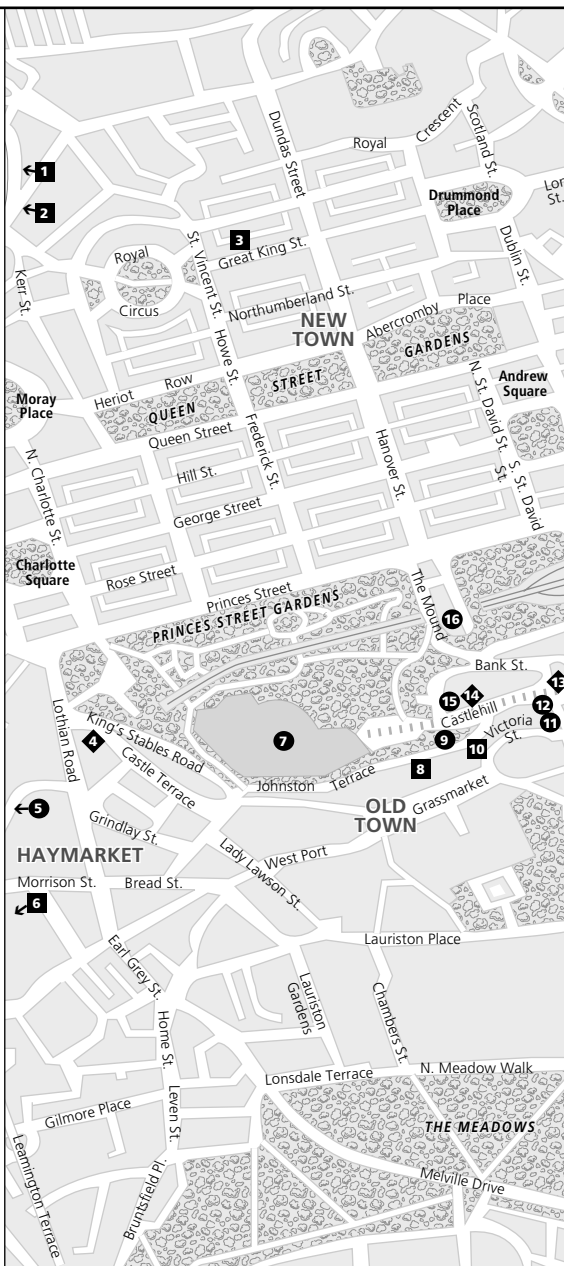 Dundas Street
Royal
Crescent
Scotland St.
1
2
Drummond
Place
Lon
St.
3
Great King St.
St. Vincent St.
Royal
Circus
Kerr St.
Dublin St.
Northumberland St.
NEW
TOWN
Abercromby
Place
GARDENS
STREET
QUEEN
Howe St.
Heriot
Row
Moray
Place
N. St. David St.
Andrew
Square
Queen Street
Frederick St.
Hanover St.
Hill St.
N. Charlotte St.
George Street
S. St. David
St.
Charlotte
Square
Rose Street
Princes Street
PRINCES STREET GARDENS
The Mound
16
Bank St.
13
14
15
12
Castlehill
11
Victoria
St.
9
10
Lothian Road
4
King's Stables Road
7
8
Castle Terrace
Johnston
Terrace
5
OLD
TOWN
Grassmarket
Grindlay St.
HAYMARKET
West Port
Lady Lawson St.
Morrison St.
Bread St.
6
Lauriston Place
Earl Grey St.
Lauriston
Gardens
Chambers St.
Home St.
Lonsdale Terrace
N. Meadow Walk
Leven St.
Gilmore Place
THE MEADOWS
Leamington Terrace
Bruntsfield Pl.
Melville Drive